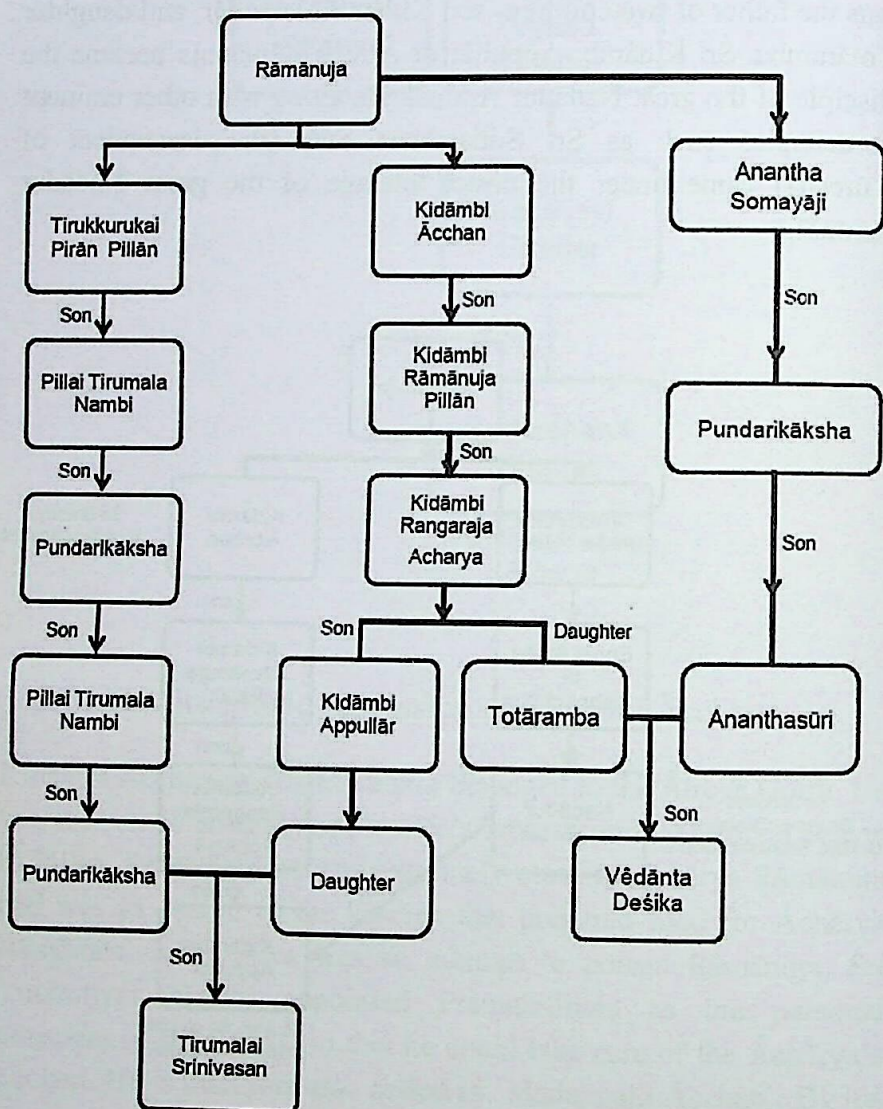 Rāmānuja
Tirukkurukai
Pirān Pillān
Kidāmbi
Ācchan
Anantha
Somayāji
Son
Son
Son
Pillai Tirumala
Nambi
Kidāmbi
Rāmānuja
Pillān
Pundarikāksha
Son
Son
Pundarikāksha
Kidāmbi
Rangaraja
Acharya
Son
Son
Son
Daughter
Pillai Tirumala
Nambi
Kidāmbi
Appullār
Totāramba
Ananthasūri
Son
Son
Pundarikāksha
Daughter
Vêdānta
Deśika
Son
Tirumalai
Srinivasan